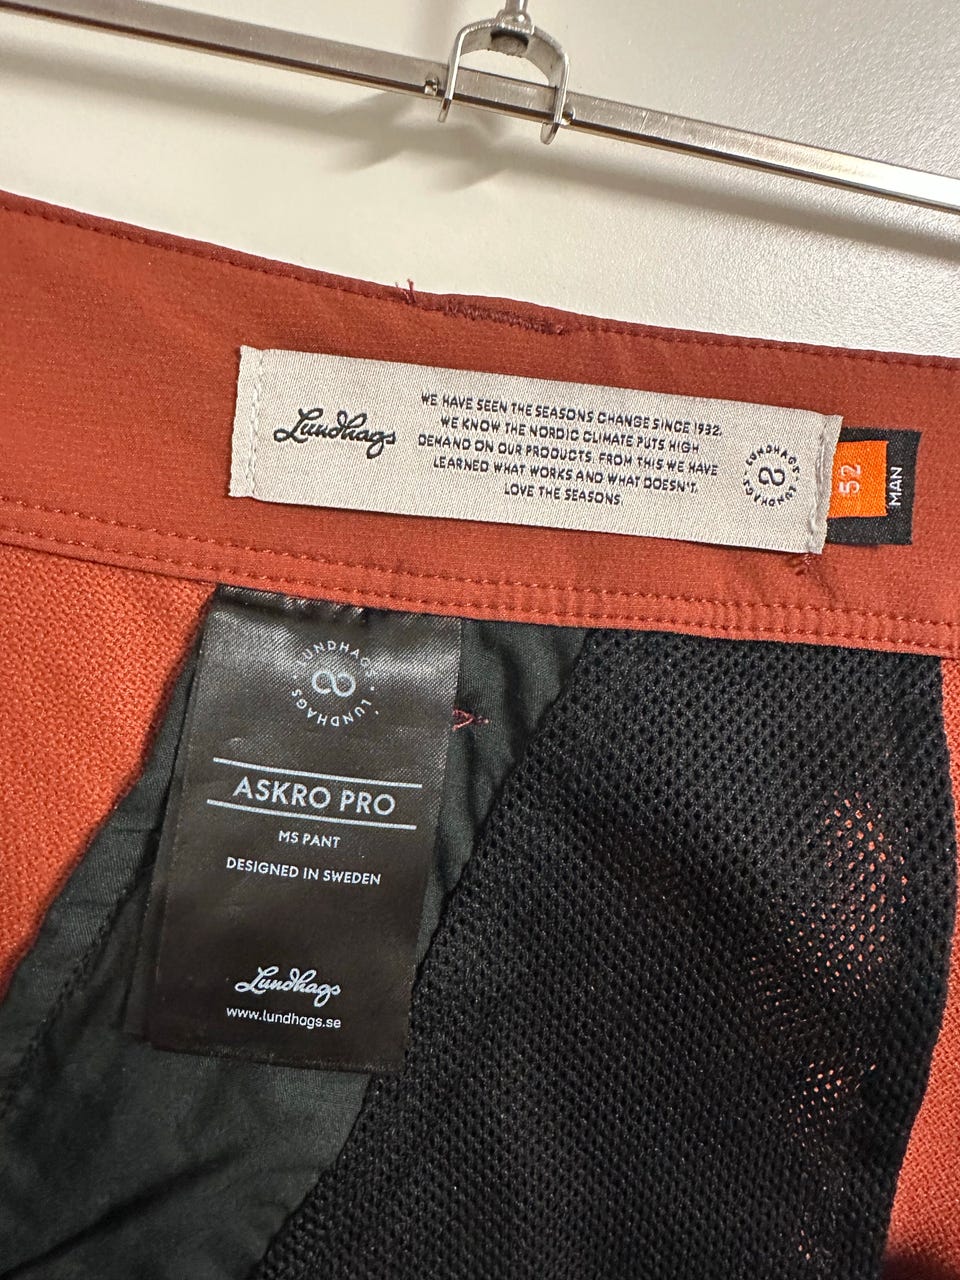 Lundhags
WE HAVE SEEN THE SEASONS CHANGE SINCE 1932.
WE KNOW THE NORDIC CLIMATE PUTS HIGH
DEMAND ON OUR PRODUCTS. FROM THIS WE HAVE
LEARNED WHAT WORKS AND WHAT DOESN'T.
LOVE THE SEASONS.
LUNDHAGS · LUNDHAGS ·
52
MAN
LUNDHAGS · LUNDHAGS ·
ASKRO PRO
MS PANT
DESIGNED IN SWEDEN
Lundhags
www.lundhags.se